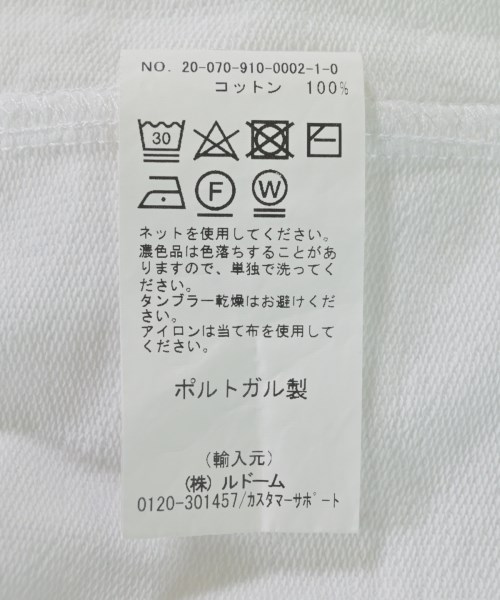 NO. 20-070-910-0002-1-0
コットン 100%
30
F W
ネットを使用してください。
濃色品は色落ちすることがあ
りますので、単独で洗ってく
ださい。
タンブラー乾燥はお避けくだ
さい。
アイロンは当て布を使用して
ください。
ポルトガル製
(輸入元)
(株) ルドーム
0120-301457/カスタマーサポート